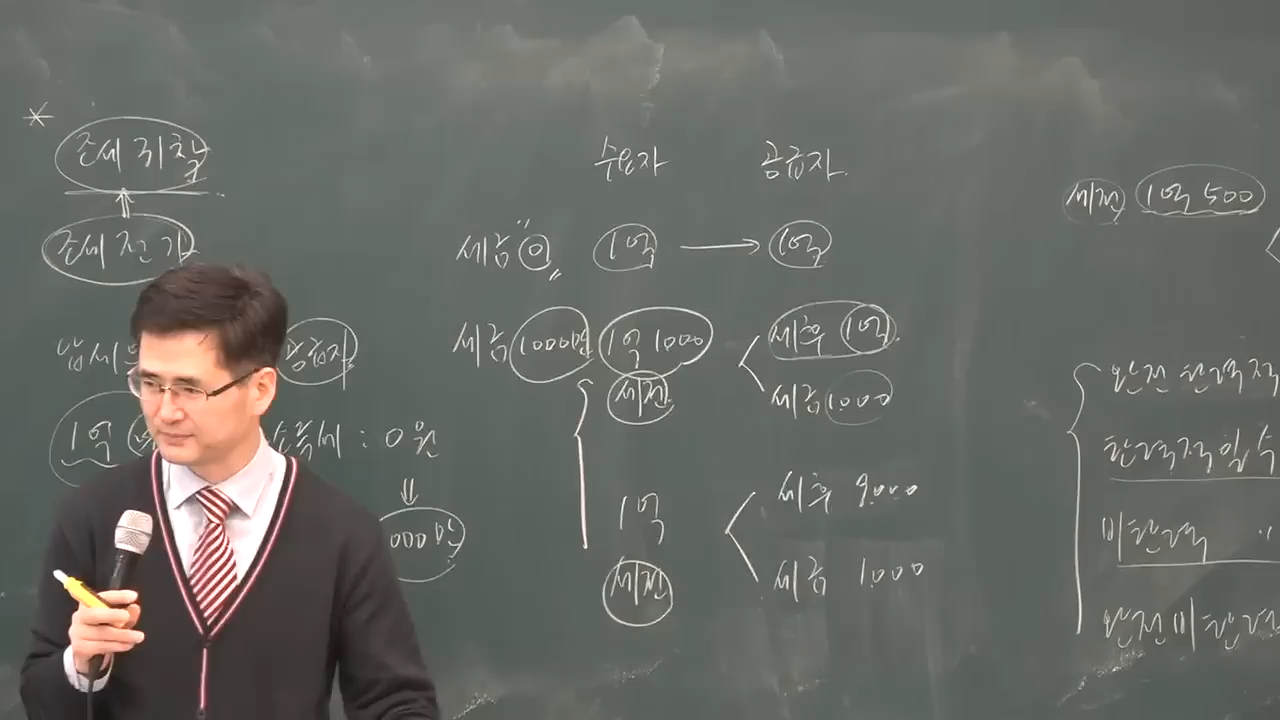 조세 귀착
조세 전가
수요자 공급자
세금 0 1억 → 1억
세금 1000만 1억 1000 세후 1억
세전 세금 1000
공급자
1억
소득세 : 0원
000만
1억 세후 9000
세전 세금 1000
세전 1억 500
완전 탄력적
탄력적일수
비탄력 〃
완전비탄력